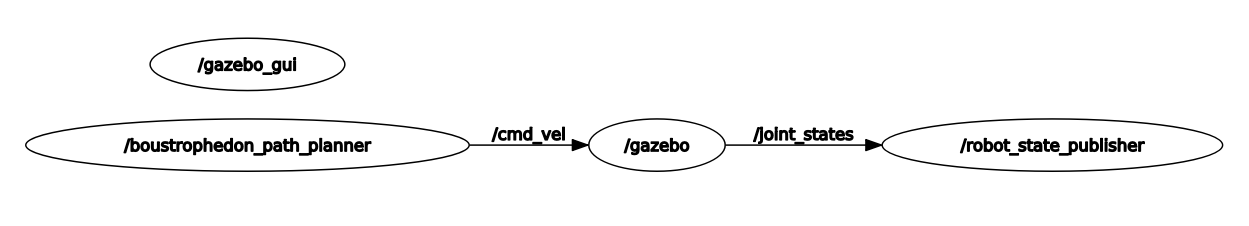 /gazebo_gui
/boustrophedon_path_planner
/cmd_vel
/gazebo
/joint_states
/robot_state_publisher